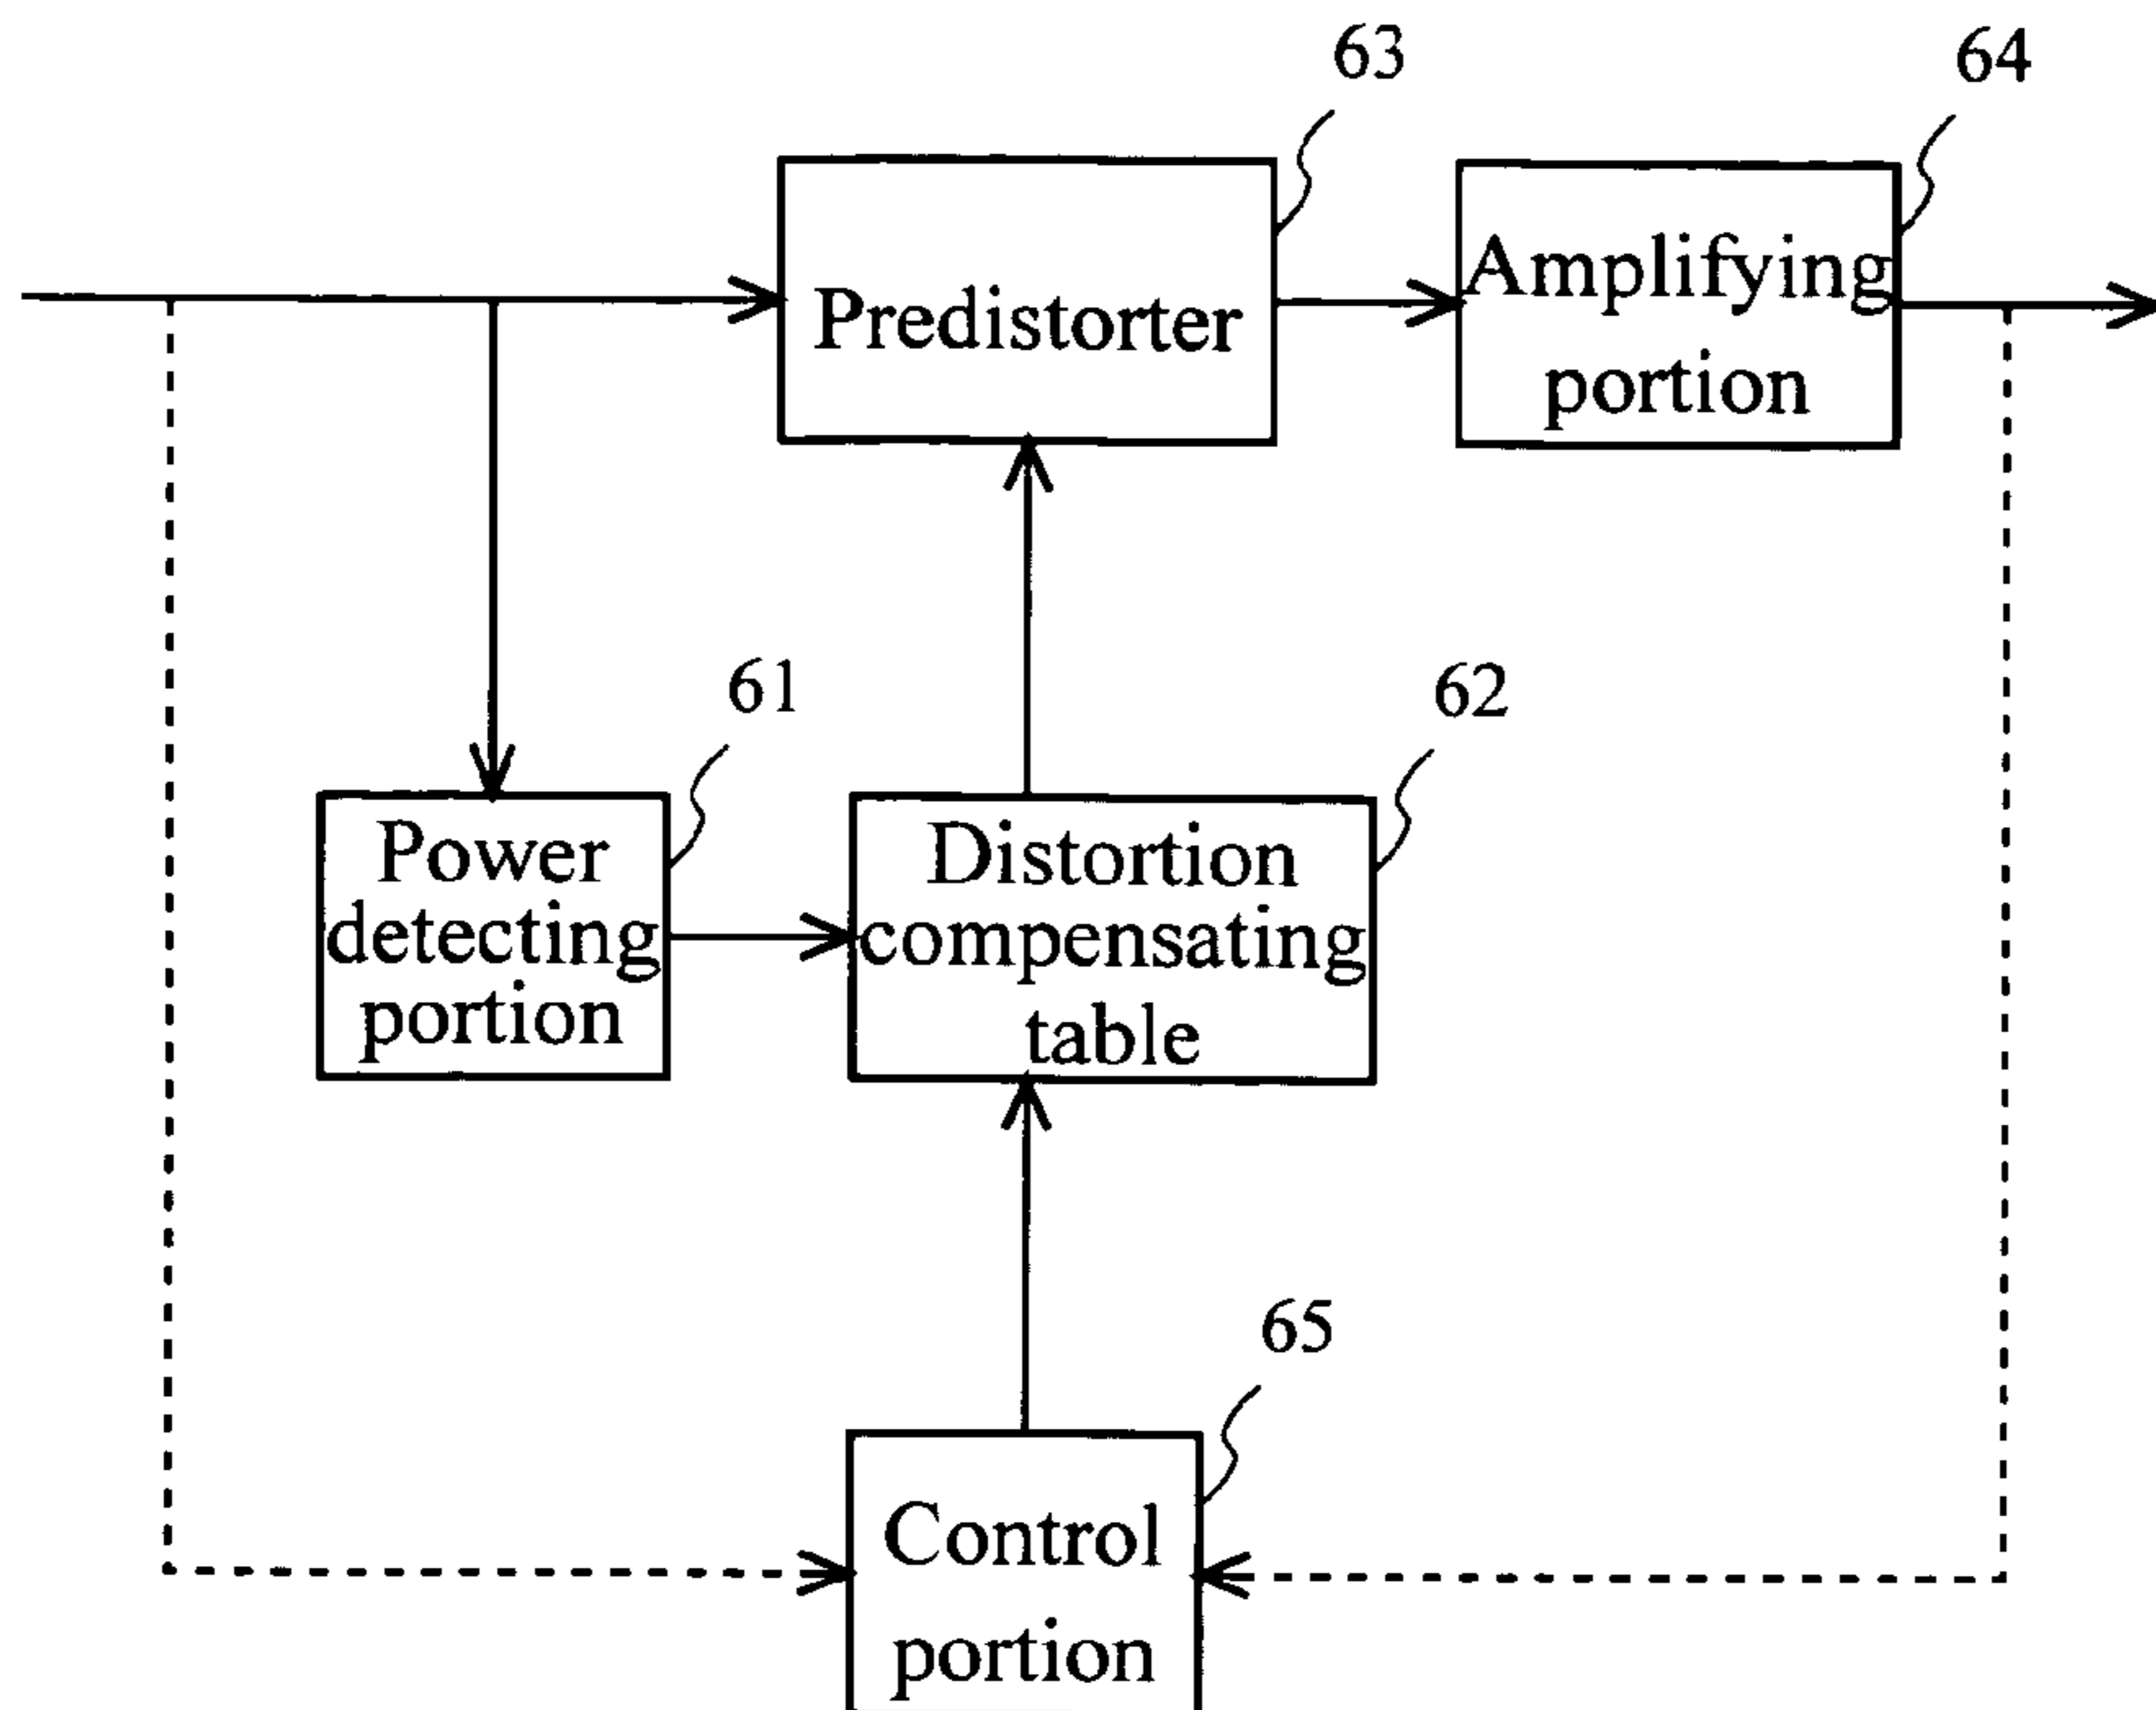 63
64
Predistorter
Amplifying
portion
61
62
Power
detecting
portion
Distortion
compensating
table
65
Control
portion